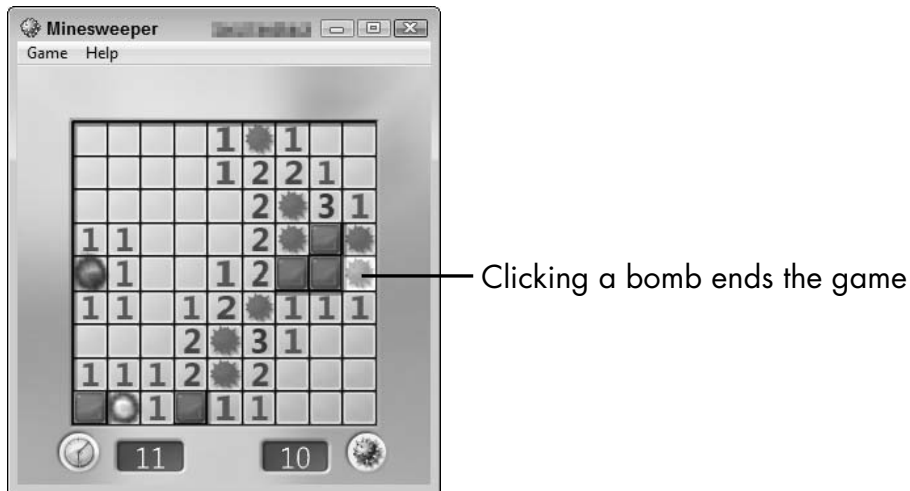 Minesweeper
Game Help
1 1
1 2 2 1
2 3 1
1 1 2
1 1 2
1 1 1 2 1 1 1
2 3 1
1 1 1 2 2
1 1 1
11 10
Clicking a bomb ends the game